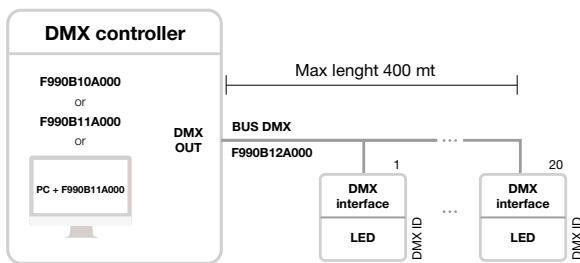 DMX controller
F990B10A000
or
F990B11A000
or
PC + F990B11A000
DMX
OUT
Max lenght 400 mt
BUS DMX
F990B12A000
1
...
20
DMX
interface
LED
DMX ID
...
DMX
interface
LED
DMX ID